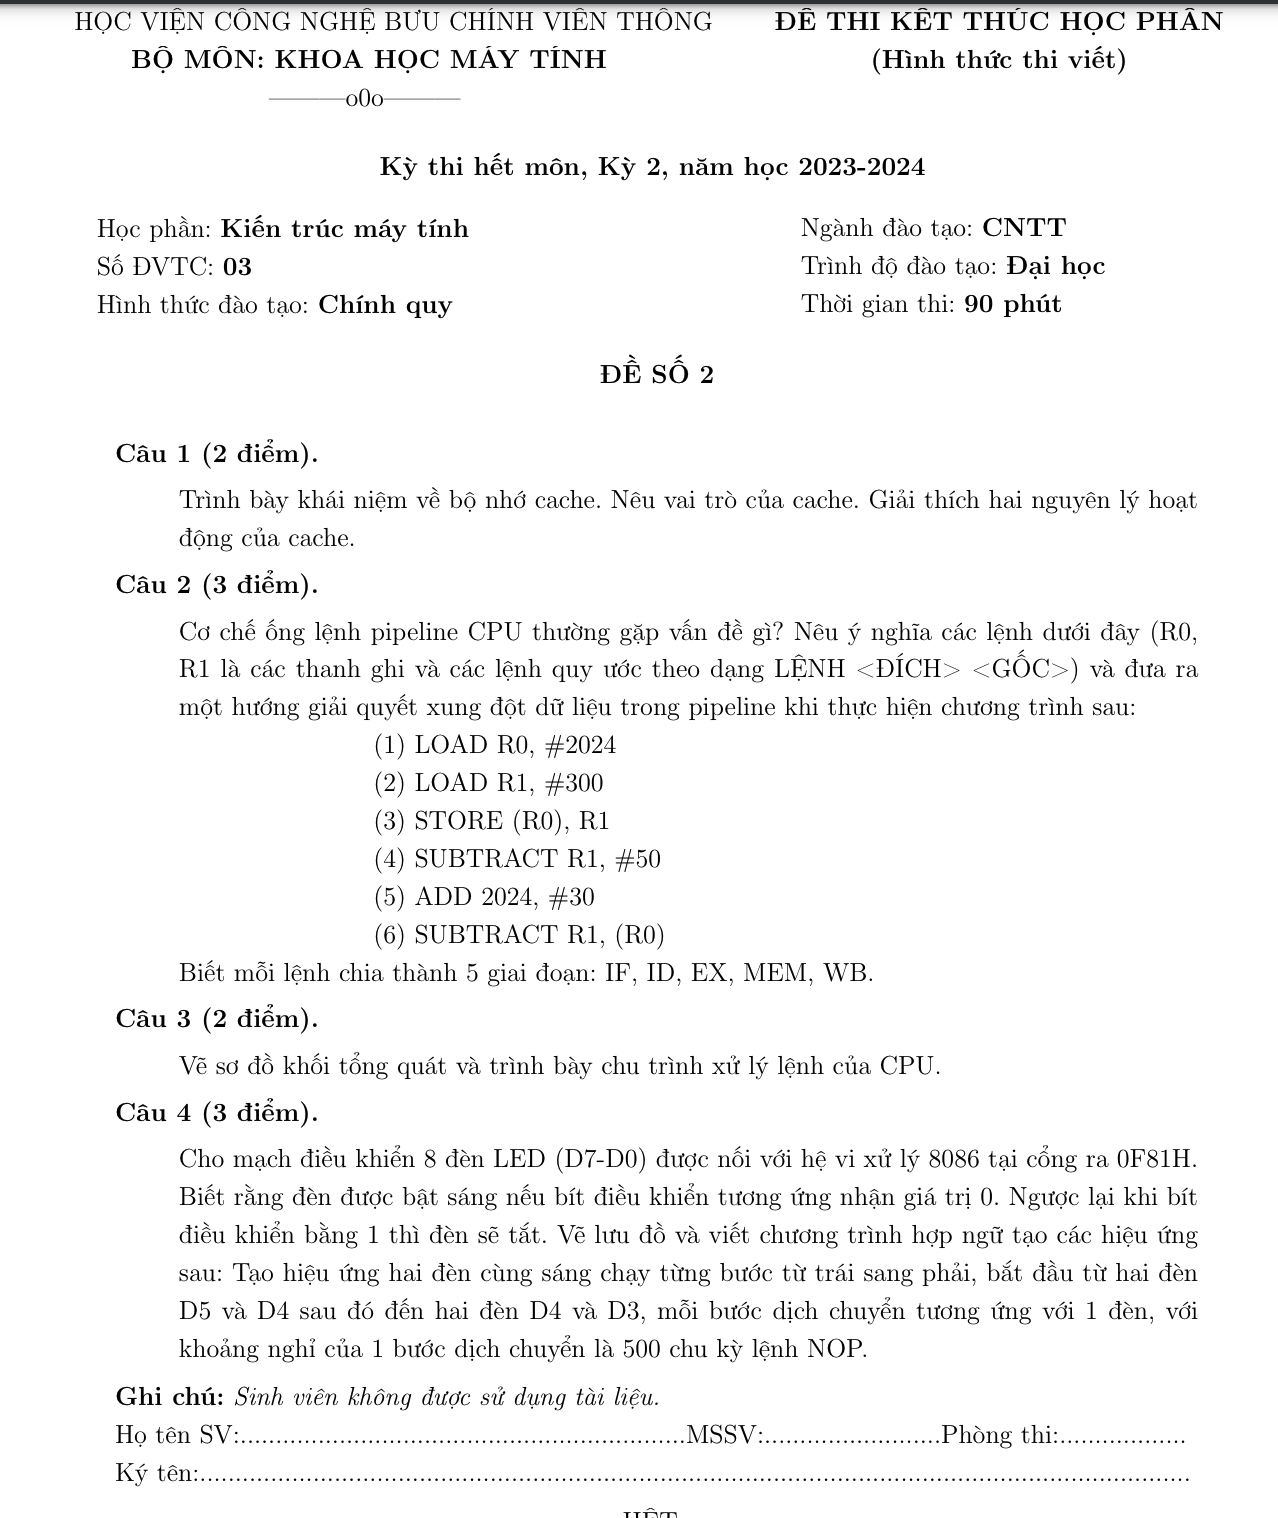 HỌC VIỆN CÔNG NGHỆ BƯU CHÍNH VIỄN THÔNG
ĐỀ THI KẾT THÚC HỌC PHẦN
BỘ MÔN: KHOA HỌC MÁY TÍNH
(Hình thức thi viết)
———o0o———
Kỳ thi hết môn, Kỳ 2, năm học 2023-2024
Học phần: Kiến trúc máy tính
Ngành đào tạo: CNTT
Số ĐVTC: 03
Trình độ đào tạo: Đại học
Hình thức đào tạo: Chính quy
Thời gian thi: 90 phút
ĐỀ SỐ 2
Câu 1 (2 điểm).
Trình bày khái niệm về bộ nhớ cache. Nêu vai trò của cache. Giải thích hai nguyên lý hoạt
động của cache.
Câu 2 (3 điểm).
Cơ chế ống lệnh pipeline CPU thường gặp vấn đề gì? Nêu ý nghĩa các lệnh dưới đây (R0,
R1 là các thanh ghi và các lệnh quy ước theo dạng LỆNH <ĐÍCH> <GỐC>) và đưa ra
một hướng giải quyết xung đột dữ liệu trong pipeline khi thực hiện chương trình sau:
(1) LOAD R0, #2024
(2) LOAD R1, #300
(3) STORE (R0), R1
(4) SUBTRACT R1, #50
(5) ADD 2024, #30
(6) SUBTRACT R1, (R0)
Biết mỗi lệnh chia thành 5 giai đoạn: IF, ID, EX, MEM, WB.
Câu 3 (2 điểm).
Vẽ sơ đồ khối tổng quát và trình bày chu trình xử lý lệnh của CPU.
Câu 4 (3 điểm).
Cho mạch điều khiển 8 đèn LED (D7-D0) được nối với hệ vi xử lý 8086 tại cổng ra 0F81H.
Biết rằng đèn được bật sáng nếu bít điều khiển tương ứng nhận giá trị 0. Ngược lại khi bít
điều khiển bằng 1 thì đèn sẽ tắt. Vẽ lưu đồ và viết chương trình hợp ngữ tạo các hiệu ứng
sau: Tạo hiệu ứng hai đèn cùng sáng chạy từng bước từ trái sang phải, bắt đầu từ hai đèn
D5 và D4 sau đó đến hai đèn D4 và D3, mỗi bước dịch chuyển tương ứng với 1 đèn, với
khoảng nghỉ của 1 bước dịch chuyển là 500 chu kỳ lệnh NOP.
Ghi chú: Sinh viên không được sử dụng tài liệu.
Họ tên SV:...............................................................MSSV:.........................Phòng thi:..................
Ký tên:............................................................................................................................................
HẾT